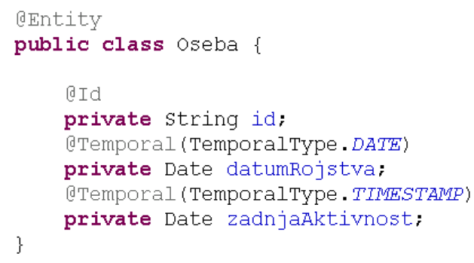 @Entity
public class Oseba {
@Id
private String id;
@Temporal(TemporalType.DATE)
private Date datumRojstva;
@Temporal(TemporalType.TIMESTAMP)
private Date zadnjaAktivnost;
}